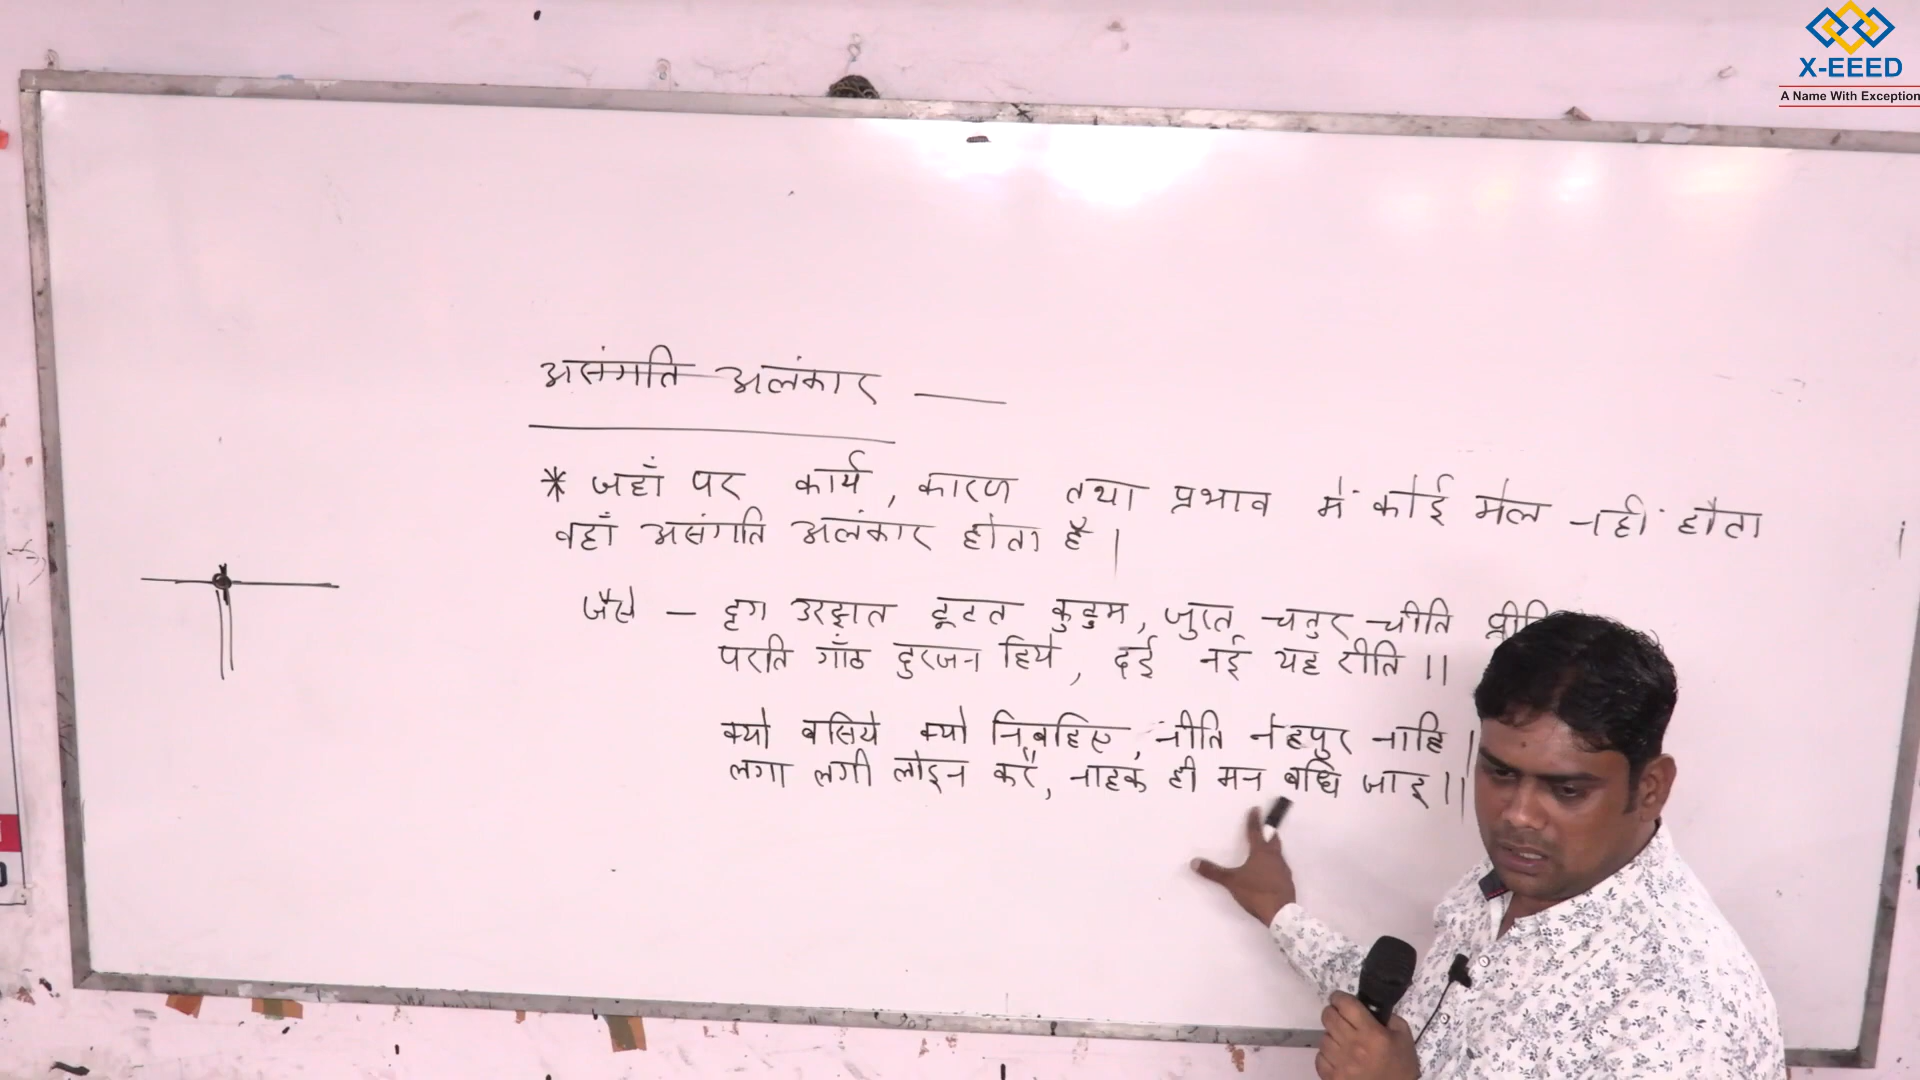 X-EEED
A Name With Exception
असंगति अलंकार —
* जहाँ पर कार्य, कारण तथा प्रभाव में कोई मेल नहीं होता
वहाँ असंगति अलंकार होता है।
जैसे – दृग उरझत टूटत कुटुम, जुरत चतुर चीति
परति गाँठ दुरजन हिये, दई नई यह रीति ॥
क्यो बसिये क्यो निबहिए, नीति नेहपुर नाहि।
लगा लगी लोइन करै, नाहक ही मन बधि जाइ॥